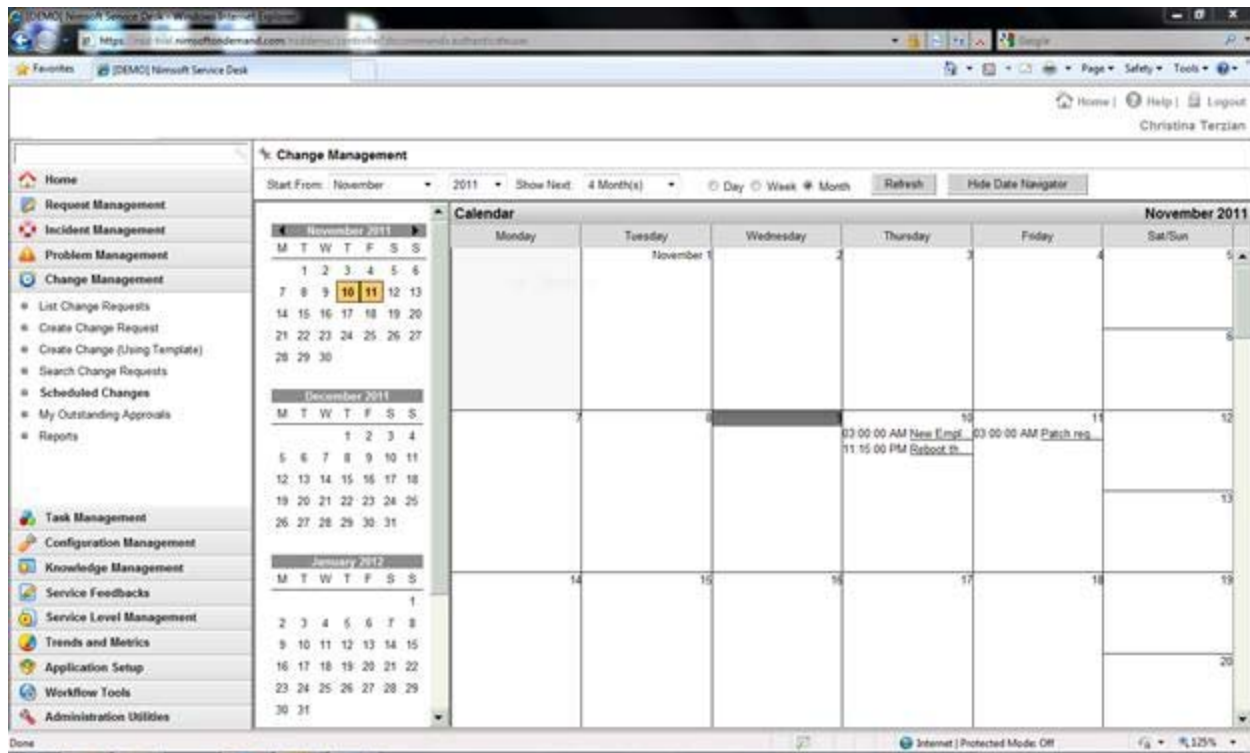 [DEMO] Nimsoft Service Desk - Windows Internet Explorer
Google
Favorites [DEMO] Nimsoft Service Desk
Page Safety Tools
Home | Help | Logout
Christina Terzian
Change Management
Start From: November 2011 Show Next: 4 Month(s) Day Week Month Refresh Hide Date Navigator
Home
Request Management
Incident Management
Problem Management
Change Management
List Change Requests
Create Change Request
Create Change (Using Template)
Search Change Requests
Scheduled Changes
My Outstanding Approvals
Reports
Task Management
Configuration Management
Knowledge Management
Service Feedbacks
Service Level Management
Trends and Metrics
Application Setup
Workflow Tools
Administration Utilities
November 2011
M T W T F S S
1 2 3 4 5 6
7 8 9 10 11 12 13
14 15 16 17 18 19 20
21 22 23 24 25 26 27
28 29 30
December 2011
M T W T F S S
1 2 3 4
5 6 7 8 9 10 11
12 13 14 15 16 17 18
19 20 21 22 23 24 25
26 27 28 29 30 31
January 2012
M T W T F S S
1
2 3 4 5 6 7 8
9 10 11 12 13 14 15
16 17 18 19 20 21 22
23 24 25 26 27 28 29
30 31
Calendar November 2011
Monday Tuesday Wednesday Thursday Friday Sat/Sun
November 1 2 3 4 5
6
7 8 9 10 11 12
03:00:00 AM New Empl... 03:00:00 AM Patch req...
11:15:00 PM Reboot th...
13
14 15 16 17 18 19
20
Done Internet | Protected Mode: Off 125%